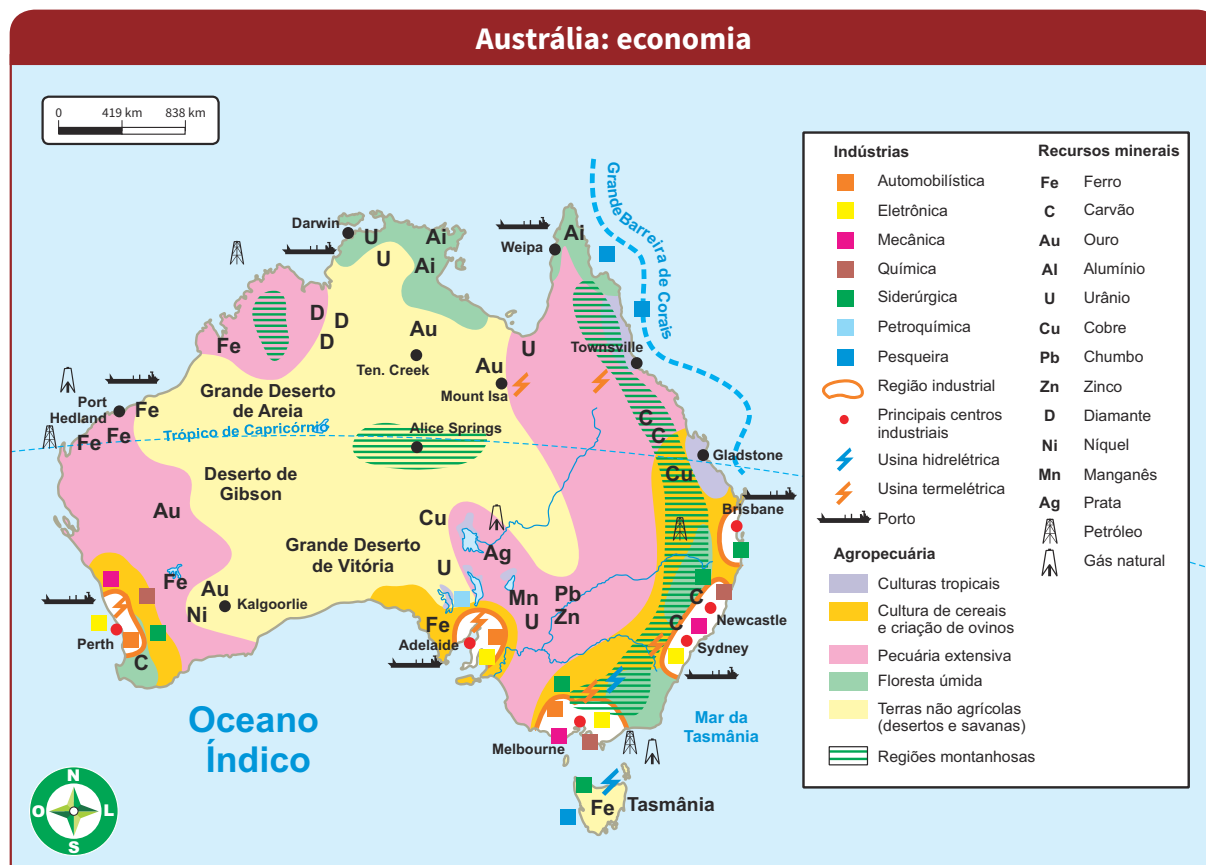 Austrália: economia
0 419 km 838 km
Grande Barreira de Corais
Darwin
U
U
Ai
Ai
Weipa
Ai
D
D
D
Fe
Au
Ten. Creek
Au
Mount Isa
U
Townsville
Port
Hedland
Fe
Fe
Fe
Grande Deserto
de Areia
Trópico de Capricórnio
Alice Springs
C
C
Gladstone
Cu
Deserto de
Gibson
Au
Cu
Brisbane
Grande Deserto
de Vitória
Ag
U
Fe
Au
Ni
Kalgoorlie
Mn
U
Pb
Zn
C
C
Newcastle
Sydney
Perth
C
Fe
Adelaide
Melbourne
Oceano
Índico
Mar da
Tasmânia
Fe
Tasmânia
N
O
L
S
Indústrias
Automobilística
Eletrônica
Mecânica
Química
Siderúrgica
Petroquímica
Pesqueira
Região industrial
Principais centros
industriais
Usina hidrelétrica
Usina termelétrica
Porto
Agropecuária
Culturas tropicais
Cultura de cereais
e criação de ovinos
Pecuária extensiva
Floresta úmida
Terras não agrícolas
(desertos e savanas)
Regiões montanhosas
Recursos minerais
Fe Ferro
C Carvão
Au Ouro
Al Alumínio
U Urânio
Cu Cobre
Pb Chumbo
Zn Zinco
D Diamante
Ni Níquel
Mn Manganês
Ag Prata
Petróleo
Gás natural